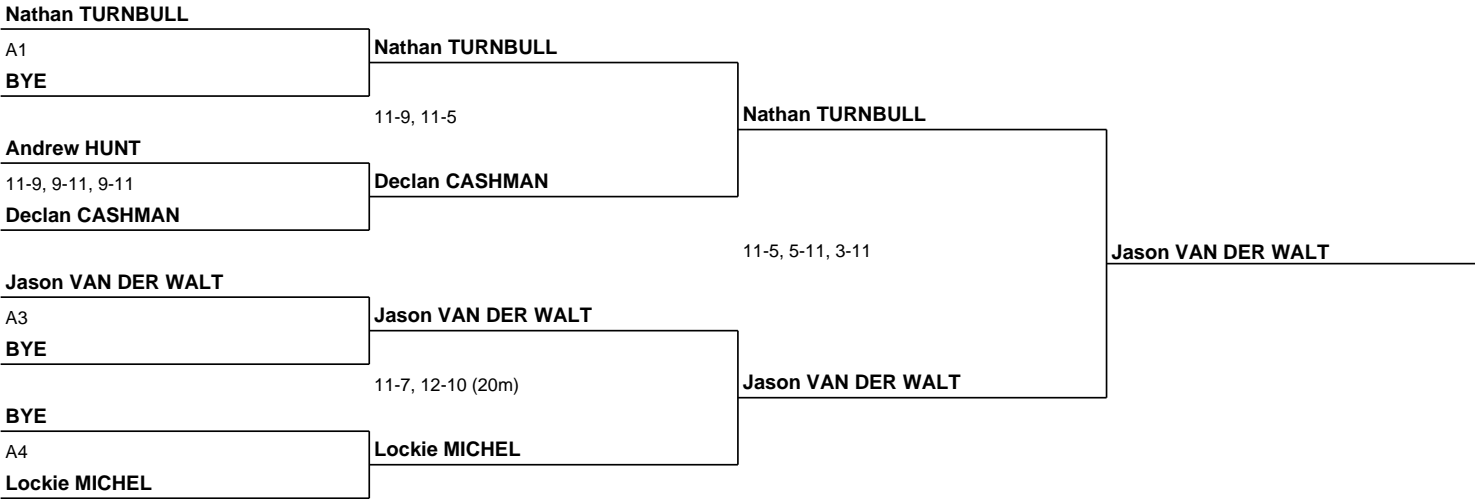 Nathan TURNBULL
A1
BYE
Andrew HUNT
11-9, 9-11, 9-11
Declan CASHMAN
Jason VAN DER WALT
A3
BYE
BYE
A4
Lockie MICHEL
Nathan TURNBULL
11-9, 11-5
Declan CASHMAN
Jason VAN DER WALT
11-7, 12-10 (20m)
Lockie MICHEL
Nathan TURNBULL
11-5, 5-11, 3-11
Jason VAN DER WALT
Jason VAN DER WALT